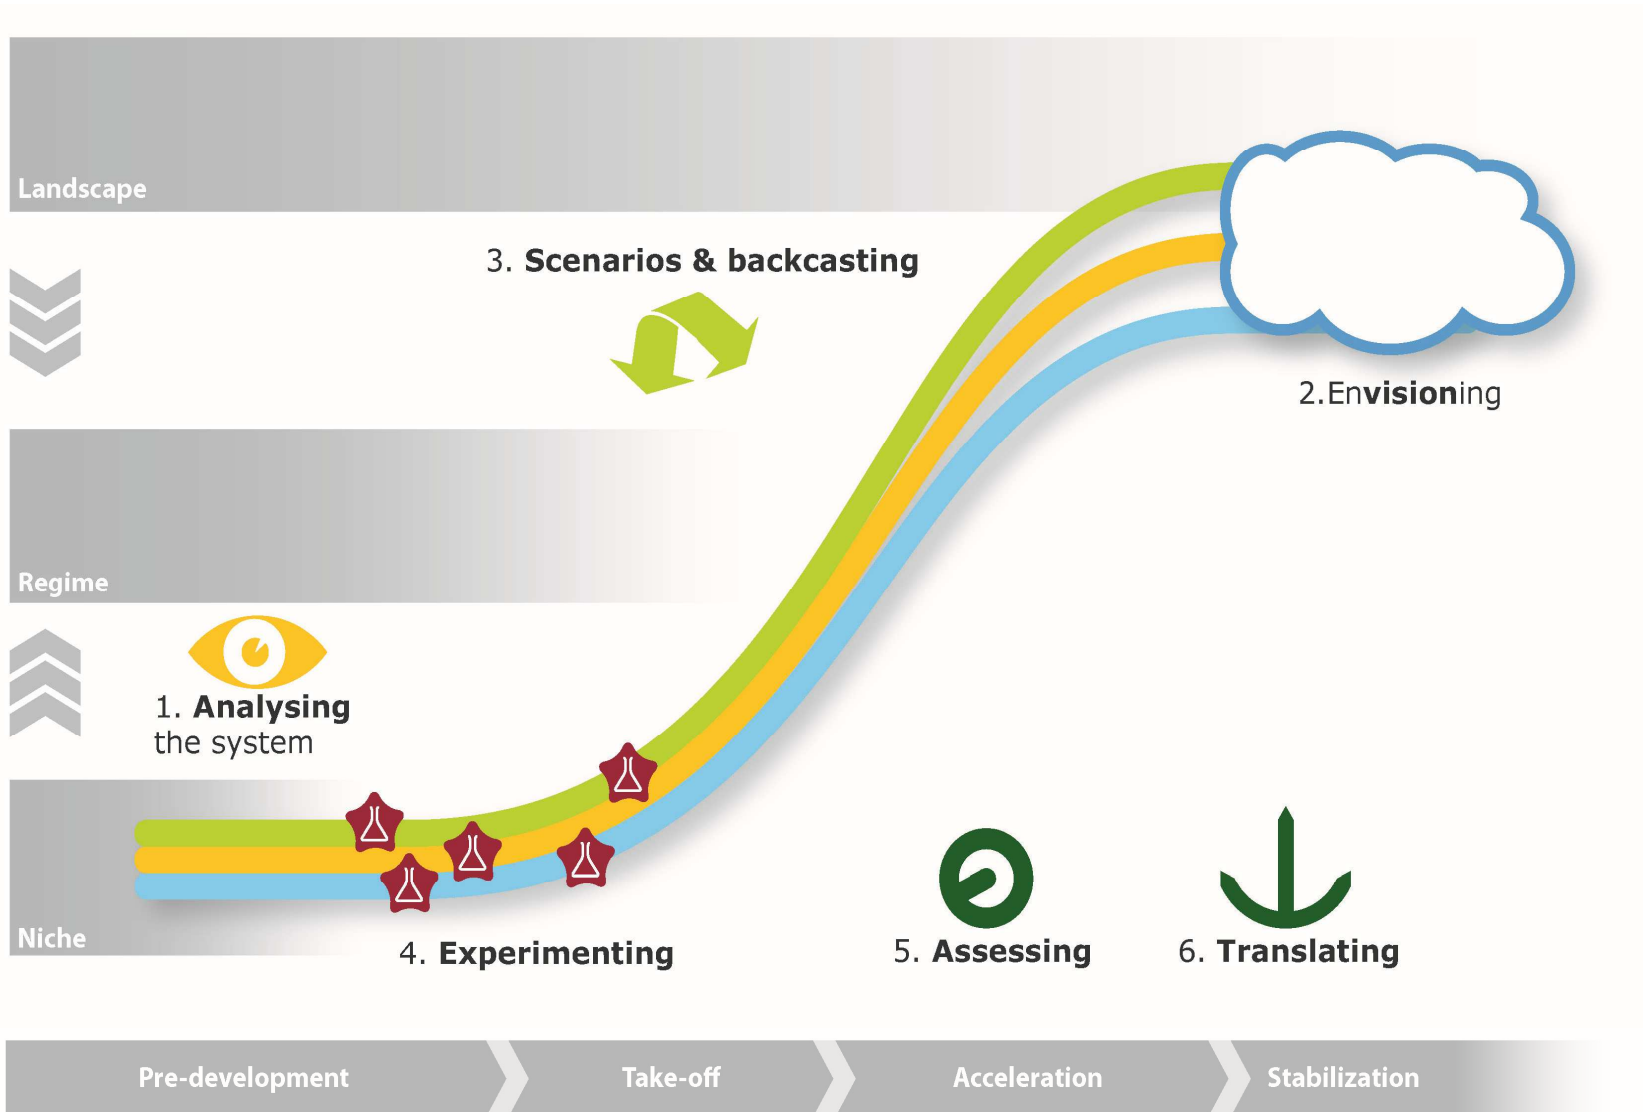 Landscape
3. Scenarios & backcasting
2.Envisioning
Regime
1. Analysing
the system
Niche
4. Experimenting
5. Assessing
6. Translating
Pre-development
Take-off
Acceleration
Stabilization